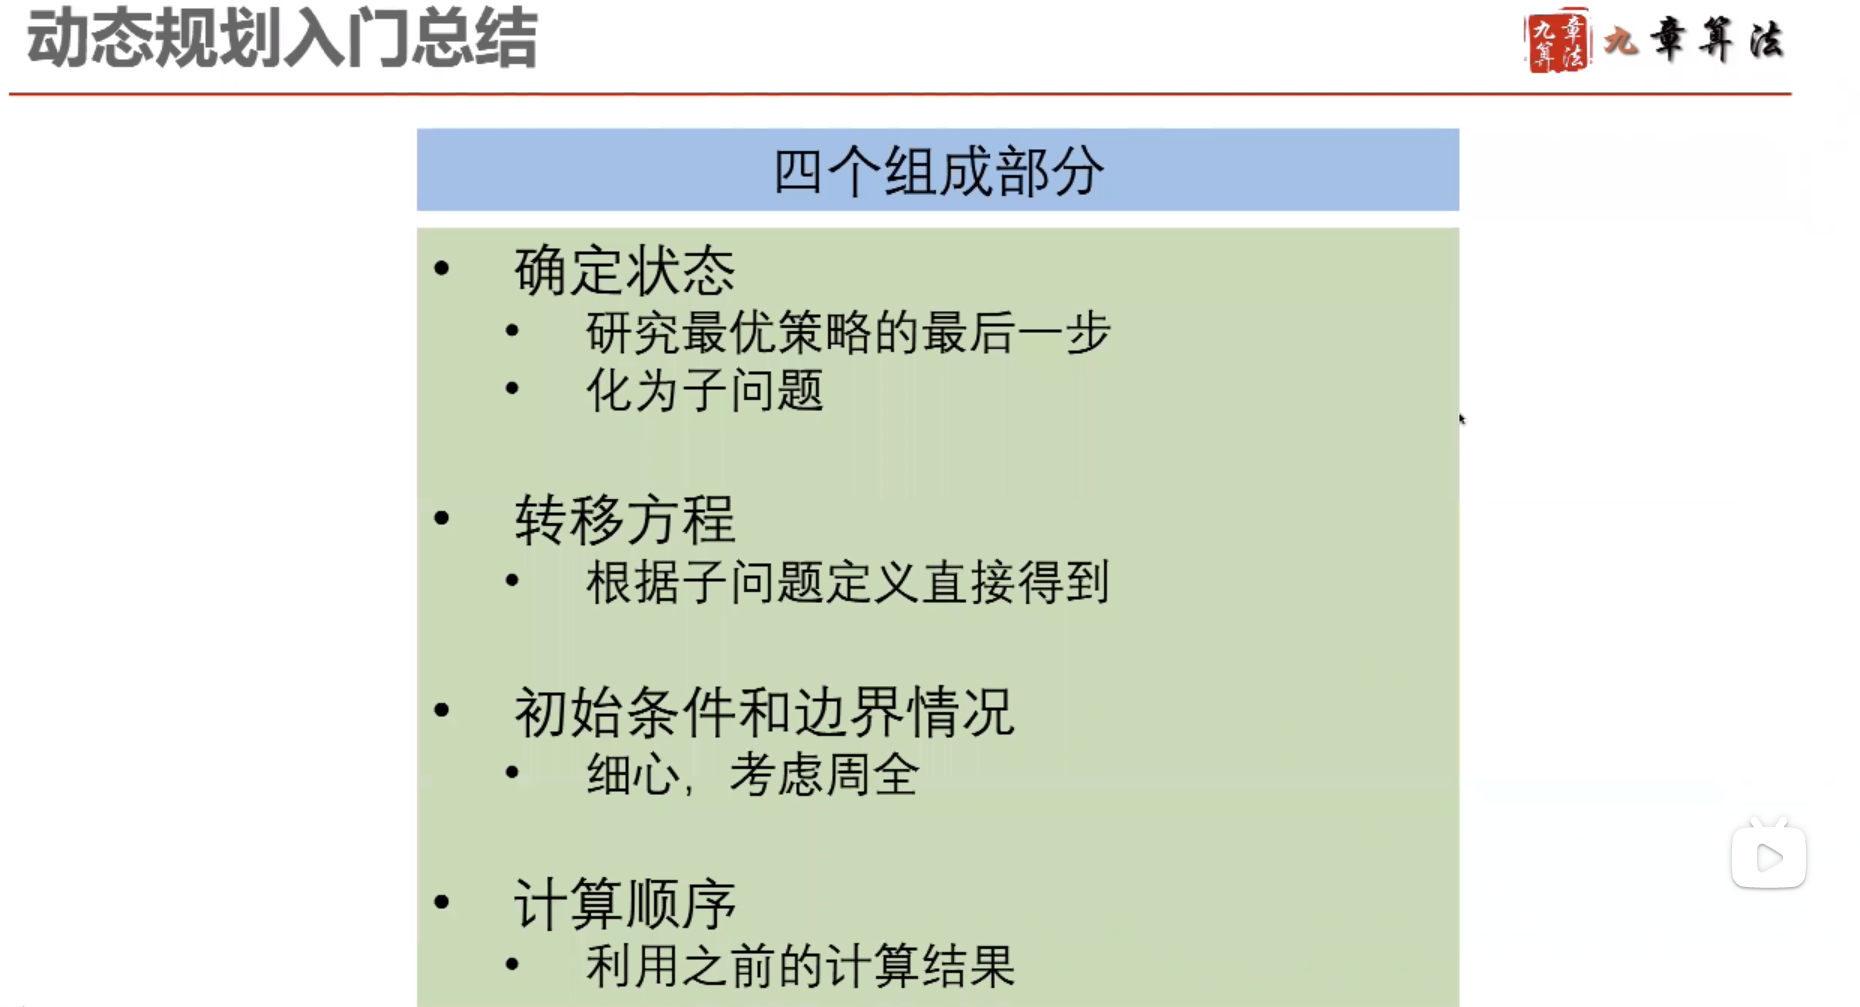 动态规划入门总结
九章算法
九章算法
四个组成部分
• 确定状态
• 研究最优策略的最后一步
• 化为子问题
• 转移方程
• 根据子问题定义直接得到
• 初始条件和边界情况
• 细心，考虑周全
• 计算顺序
• 利用之前的计算结果